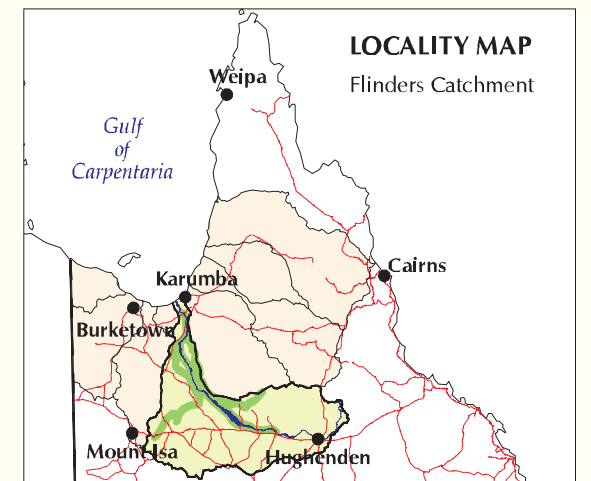 LOCALITY MAP
Flinders Catchment
Weipa
Gulf
of
Carpentaria
Cairns
Karumba
Burketown
Mount Isa
Hughenden